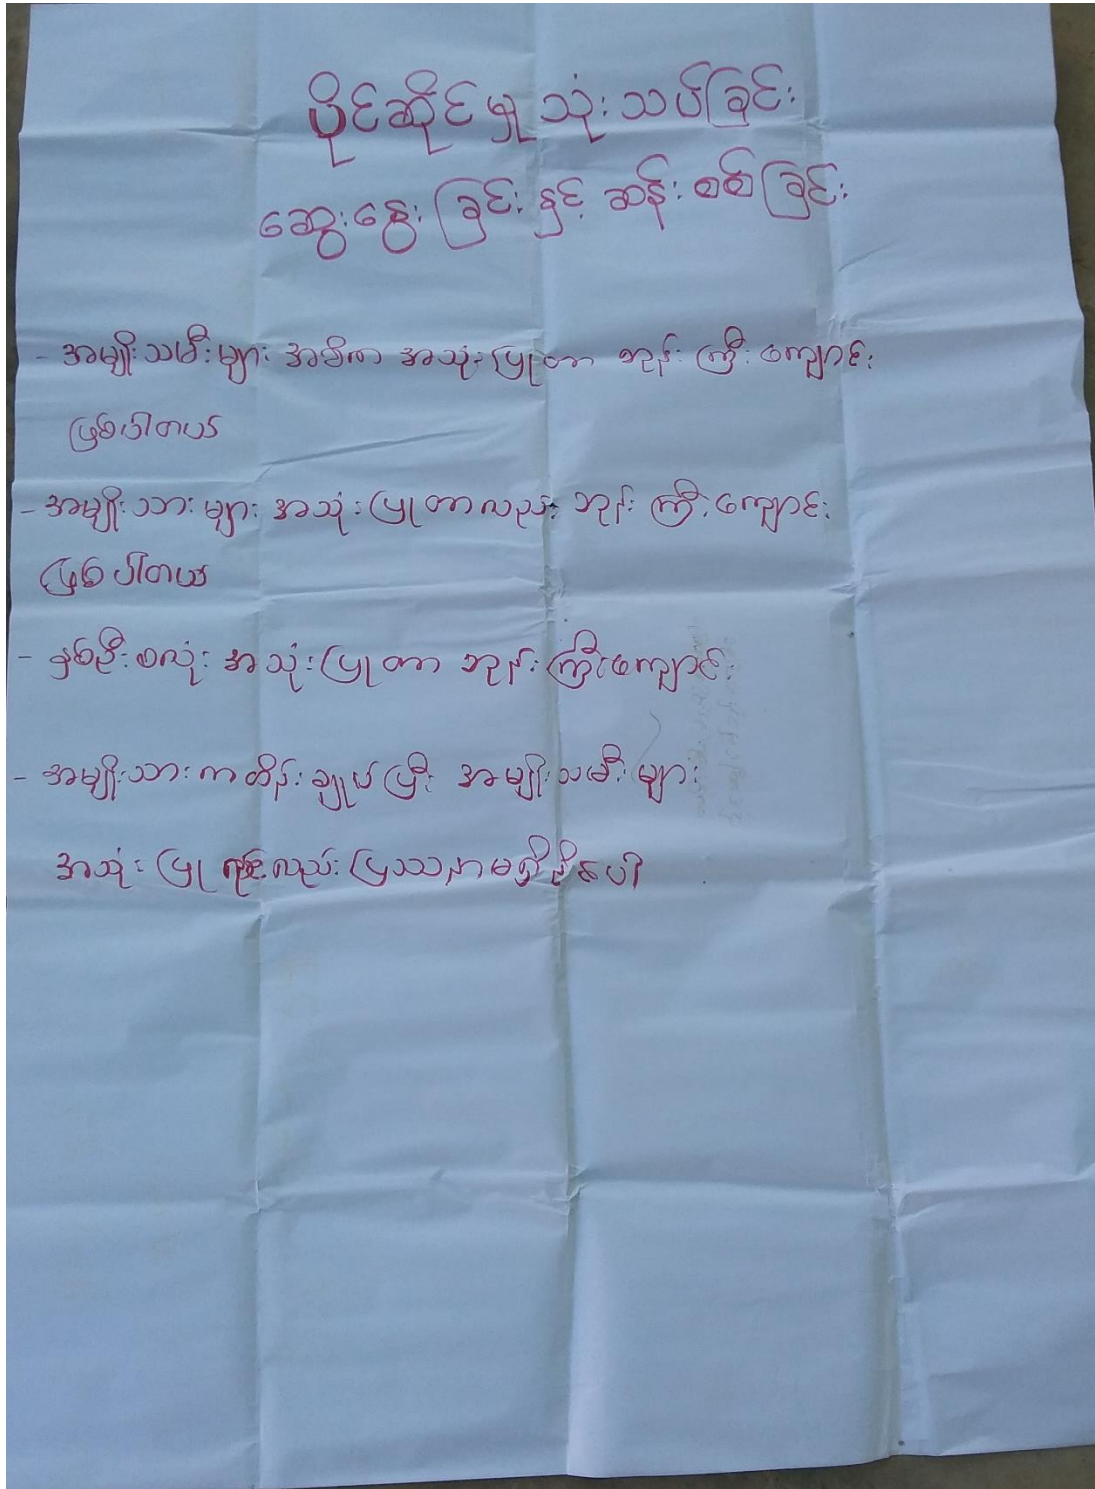 ပိုင်ဆိုင်မှု သုံးသပ်ခြင်း
ဆွေးနွေးခြင်း နှင့် ဆန်းစစ်ခြင်း
- အမျိုးသမီးများ အဓိက အသုံးပြုတာ ဘုန်းကြီးကျောင်း
ဖြစ်ပါတယ်
- အမျိုးသားများ အသုံးပြုတာလည်း ဘုန်းကြီးကျောင်း
ဖြစ်ပါတယ်
- နှစ်ဦးစလုံး အသုံးပြုတာ ဘုန်းကြီးကျောင်း
- အမျိုးသားက ထိန်းချုပ်ပြီး အမျိုးသမီးများ
အသုံးပြုရင်လည်း ပြဿနာမရှိနိုင်ပါ